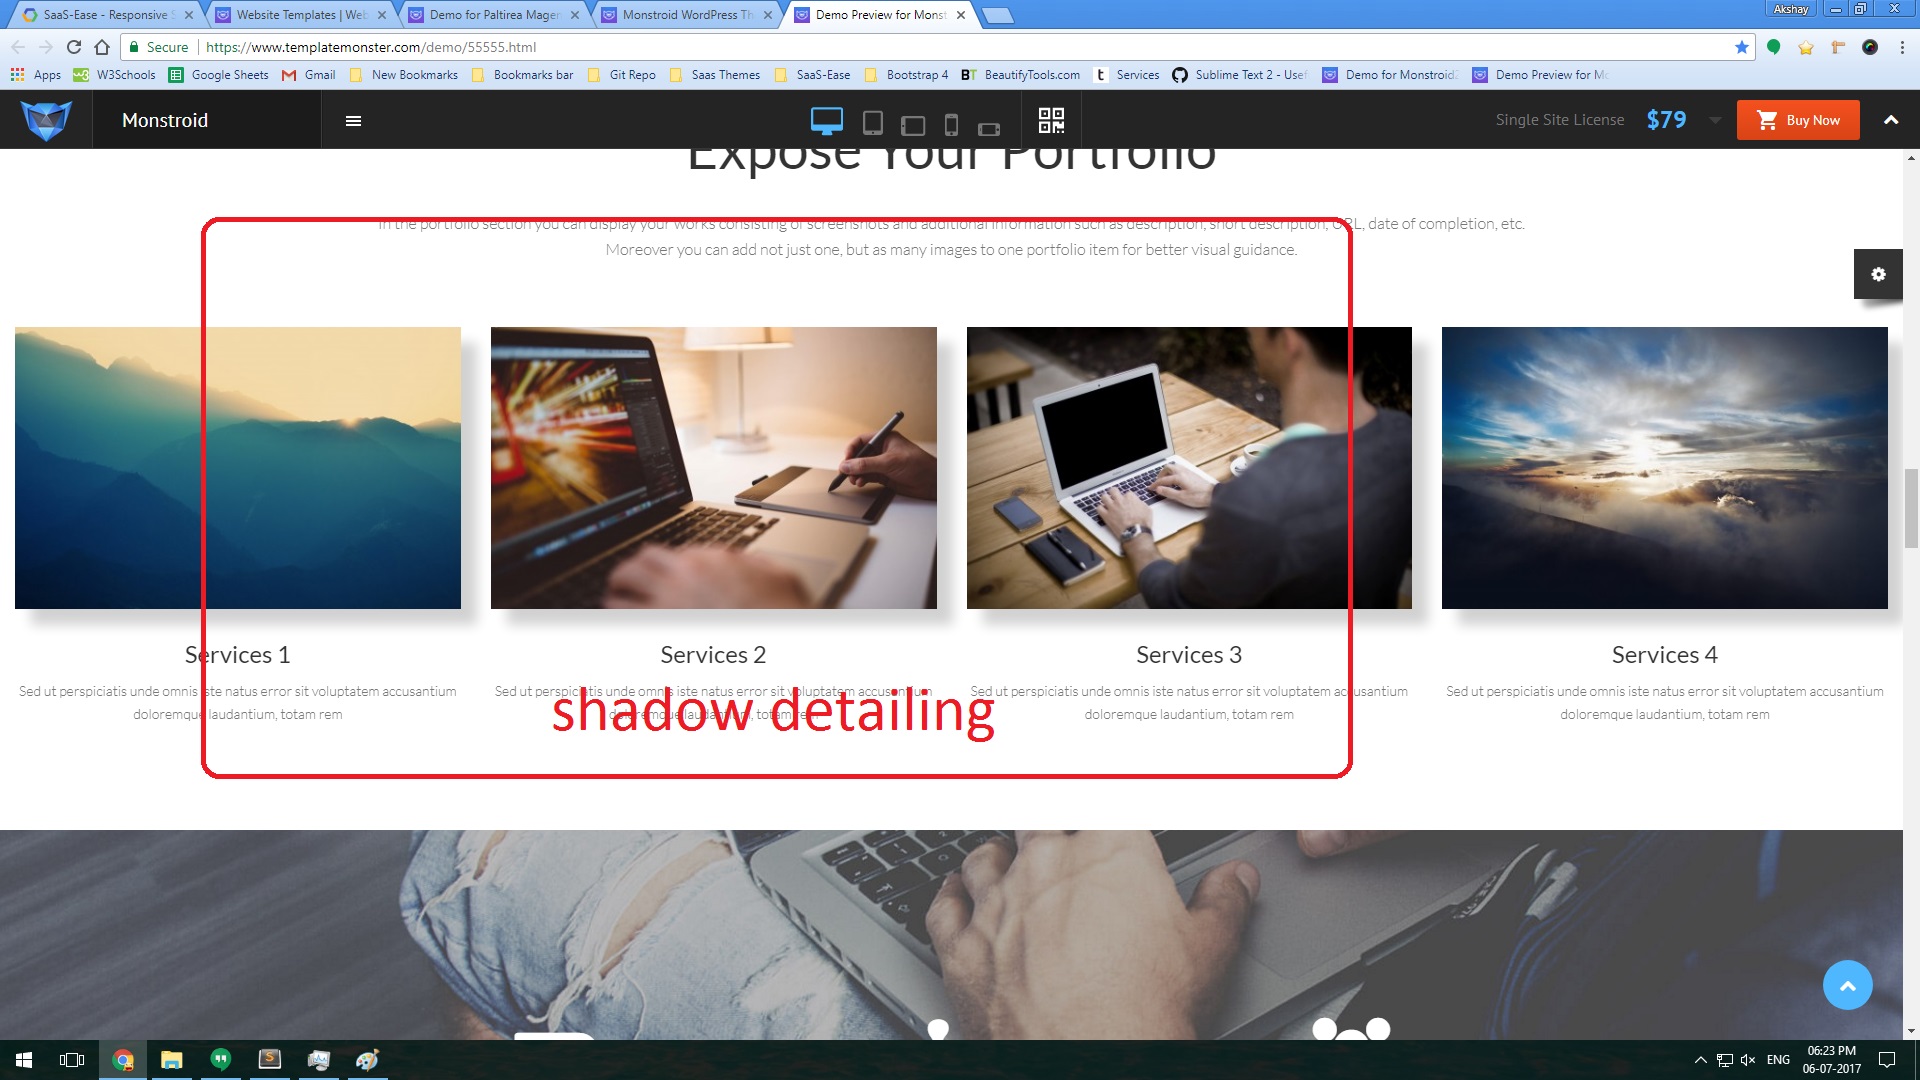 SaaS-Ease - Responsive S
Website Templates | Web
Demo for Paltirea Magen
Monstroid WordPress Th
Demo Preview for Monst
Akshay
Secure
https://www.templatemonster.com/demo/55555.html
Apps
W3Schools
Google Sheets
Gmail
New Bookmarks
Bookmarks bar
Git Repo
Saas Themes
SaaS-Ease
Bootstrap 4
BT BeautifyTools.com
t Services
Sublime Text 2 - Usef
Demo for Monstroid2
Demo Preview for Mo
Monstroid
Single Site License
$79
Buy Now
Expose Your Portfolio
In the portfolio section you can display your works consisting of screenshots and additional information such as description, short description, URL, date of completion, etc.
Moreover you can add not just one, but as many images to one portfolio item for better visual guidance.
Services 1
Sed ut perspiciatis unde omnis iste natus error sit voluptatem accusantium
doloremque laudantium, totam rem
Services 2
Sed ut perspiciatis unde omnis iste natus error sit voluptatem accusantium
doloremque laudantium, totam rem
Services 3
Sed ut perspiciatis unde omnis iste natus error sit voluptatem accusantium
doloremque laudantium, totam rem
Services 4
Sed ut perspiciatis unde omnis iste natus error sit voluptatem accusantium
doloremque laudantium, totam rem
shadow detailing
ENG
06:23 PM
06-07-2017